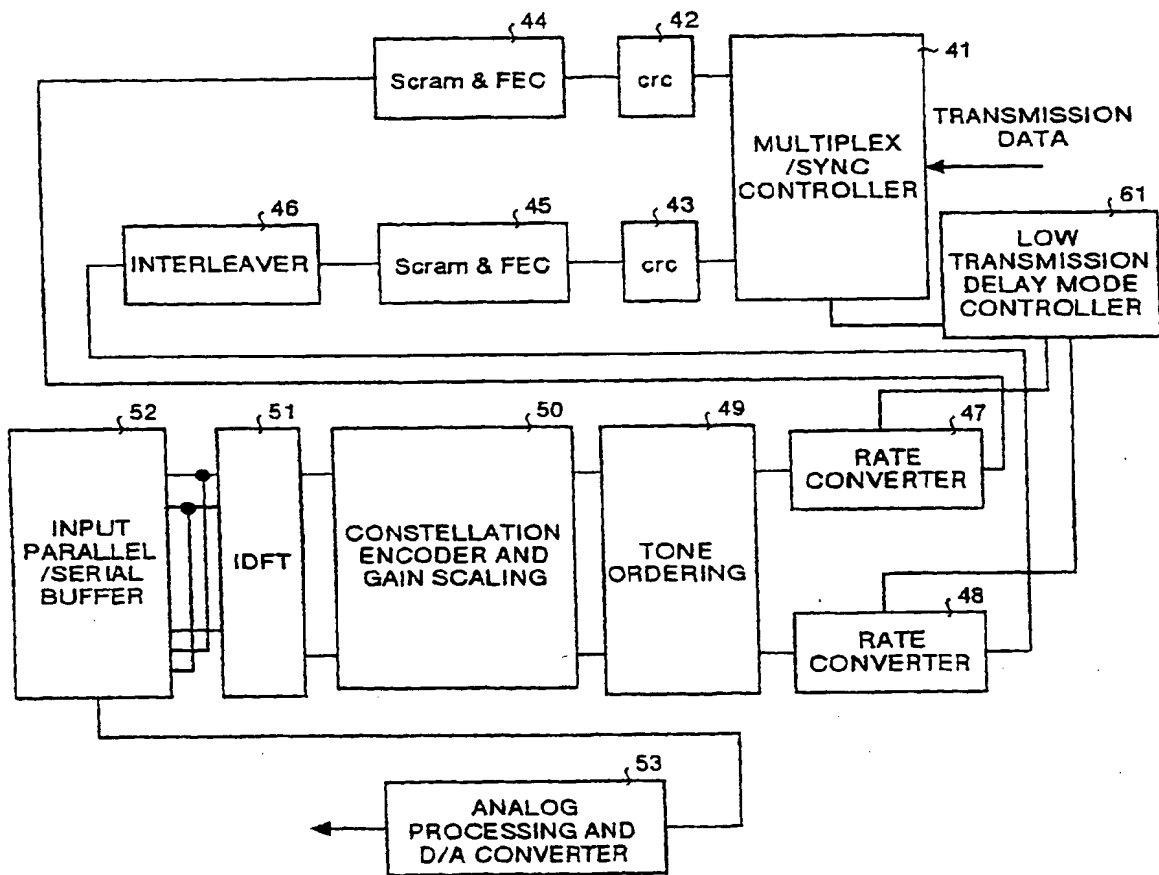 44
42
41
Scram & FEC
crc
MULTIPLEX
/SYNC
CONTROLLER
TRANSMISSION
DATA
46
45
43
61
INTERLEAVER
Scram & FEC
crc
LOW
TRANSMISSION
DELAY MODE
CONTROLLER
52
51
50
49
47
INPUT
PARALLEL
/SERIAL
BUFFER
IDFT
CONSTELLATION
ENCODER AND
GAIN SCALING
TONE
ORDERING
RATE
CONVERTER
48
RATE
CONVERTER
53
ANALOG
PROCESSING AND
D/A CONVERTER